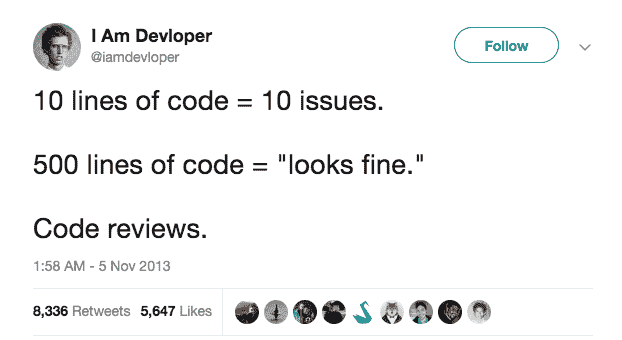 I Am Devloper
@iamdevloper
Follow
10 lines of code = 10 issues.
500 lines of code = "looks fine."
Code reviews.
1:58 AM - 5 Nov 2013
8,336 Retweets 5,647 Likes